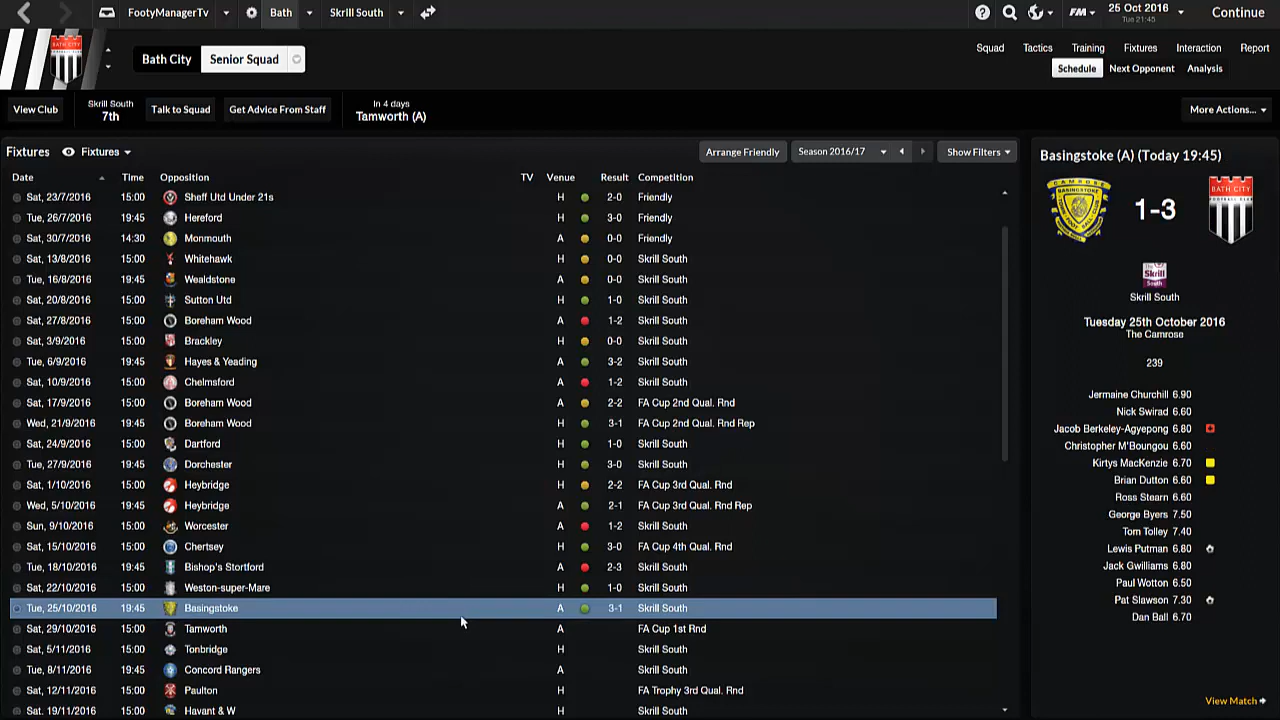 FootyManagerTv Bath Skrill South FM 25 Oct 2016 Tue 21:45 Continue
Bath City Senior Squad
Squad Tactics Training Fixtures Interaction Report
Schedule Next Opponent Analysis
View Club Skrill South 7th Talk to Squad Get Advice From Staff In 4 days Tamworth (A) More Actions...
Fixtures Fixtures Arrange Friendly Season 2016/17 Show Filters
Date Time Opposition TV Venue Result Competition
Sat, 23/7/2016 15:00 Sheff Utd Under 21s H 2-0 Friendly
Tue, 26/7/2016 19:45 Hereford H 3-0 Friendly
Sat, 30/7/2016 14:30 Monmouth A 0-0 Friendly
Sat, 13/8/2016 15:00 Whitehawk H 0-0 Skrill South
Tue, 16/8/2016 19:45 Wealdstone A 0-0 Skrill South
Sat, 20/8/2016 15:00 Sutton Utd H 1-0 Skrill South
Sat, 27/8/2016 15:00 Boreham Wood A 1-2 Skrill South
Sat, 3/9/2016 15:00 Brackley H 0-0 Skrill South
Tue, 6/9/2016 19:45 Hayes & Yeading A 3-2 Skrill South
Sat, 10/9/2016 15:00 Chelmsford A 1-2 Skrill South
Sat, 17/9/2016 15:00 Boreham Wood A 2-2 FA Cup 2nd Qual. Rnd
Wed, 21/9/2016 19:45 Boreham Wood H 3-1 FA Cup 2nd Qual. Rnd Rep
Sat, 24/9/2016 15:00 Dartford H 1-0 Skrill South
Tue, 27/9/2016 19:45 Dorchester H 3-0 Skrill South
Sat, 1/10/2016 15:00 Heybridge H 2-2 FA Cup 3rd Qual. Rnd
Wed, 5/10/2016 19:45 Heybridge A 2-1 FA Cup 3rd Qual. Rnd Rep
Sun, 9/10/2016 15:00 Worcester A 1-2 Skrill South
Sat, 15/10/2016 15:00 Chertsey H 3-0 FA Cup 4th Qual. Rnd
Tue, 18/10/2016 19:45 Bishop's Stortford A 2-3 Skrill South
Sat, 22/10/2016 15:00 Weston-super-Mare H 1-0 Skrill South
Tue, 25/10/2016 19:45 Basingstoke A 3-1 Skrill South
Sat, 29/10/2016 15:00 Tamworth A FA Cup 1st Rnd
Sat, 5/11/2016 15:00 Tonbridge H Skrill South
Tue, 8/11/2016 19:45 Concord Rangers A Skrill South
Sat, 12/11/2016 15:00 Paulton H FA Trophy 3rd Qual. Rnd
Sat, 19/11/2016 15:00 Havant & W H Skrill South
Basingstoke (A) (Today 19:45)
1-3
Skrill South
Tuesday 25th October 2016
The Camrose
239
Jermaine Churchill 6.90
Nick Swirad 6.60
Jacob Berkeley-Agyepong 6.80
Christopher M'Boungou 6.60
Kirtys MacKenzie 6.70
Brian Dutton 6.60
Ross Stearn 6.60
George Byers 7.50
Tom Tolley 7.40
Lewis Putman 6.80
Jack Gwilliams 6.80
Paul Wotton 6.50
Pat Slawson 7.30
Dan Ball 6.70
View Match